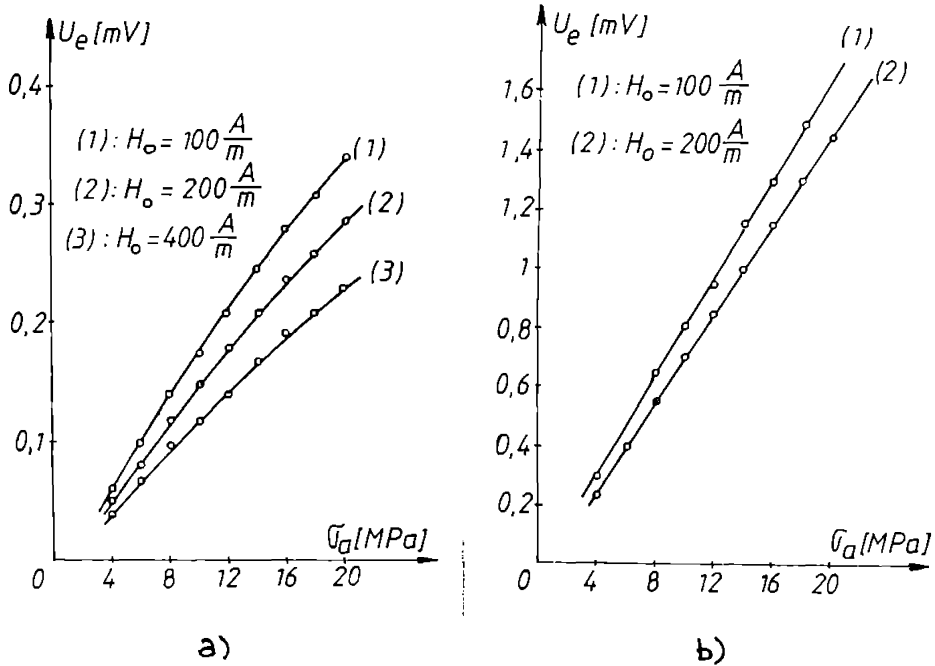 U_e [mV]
0,4
(1): H_o = 100 A/m
(1)
(2): H_o = 200 A/m
0,3
(2)
(3): H_o = 400 A/m
(3)
0,2
0,1
σ_a [MPa]
0 4 8 12 16 20
a)
U_e [mV]
(1)
(2)
1,6
(1): H_o = 100 A/m
1,4
(2): H_o = 200 A/m
1,2
1
0,8
0,6
0,4
0,2
σ_a [MPa]
0 4 8 12 16 20
b)